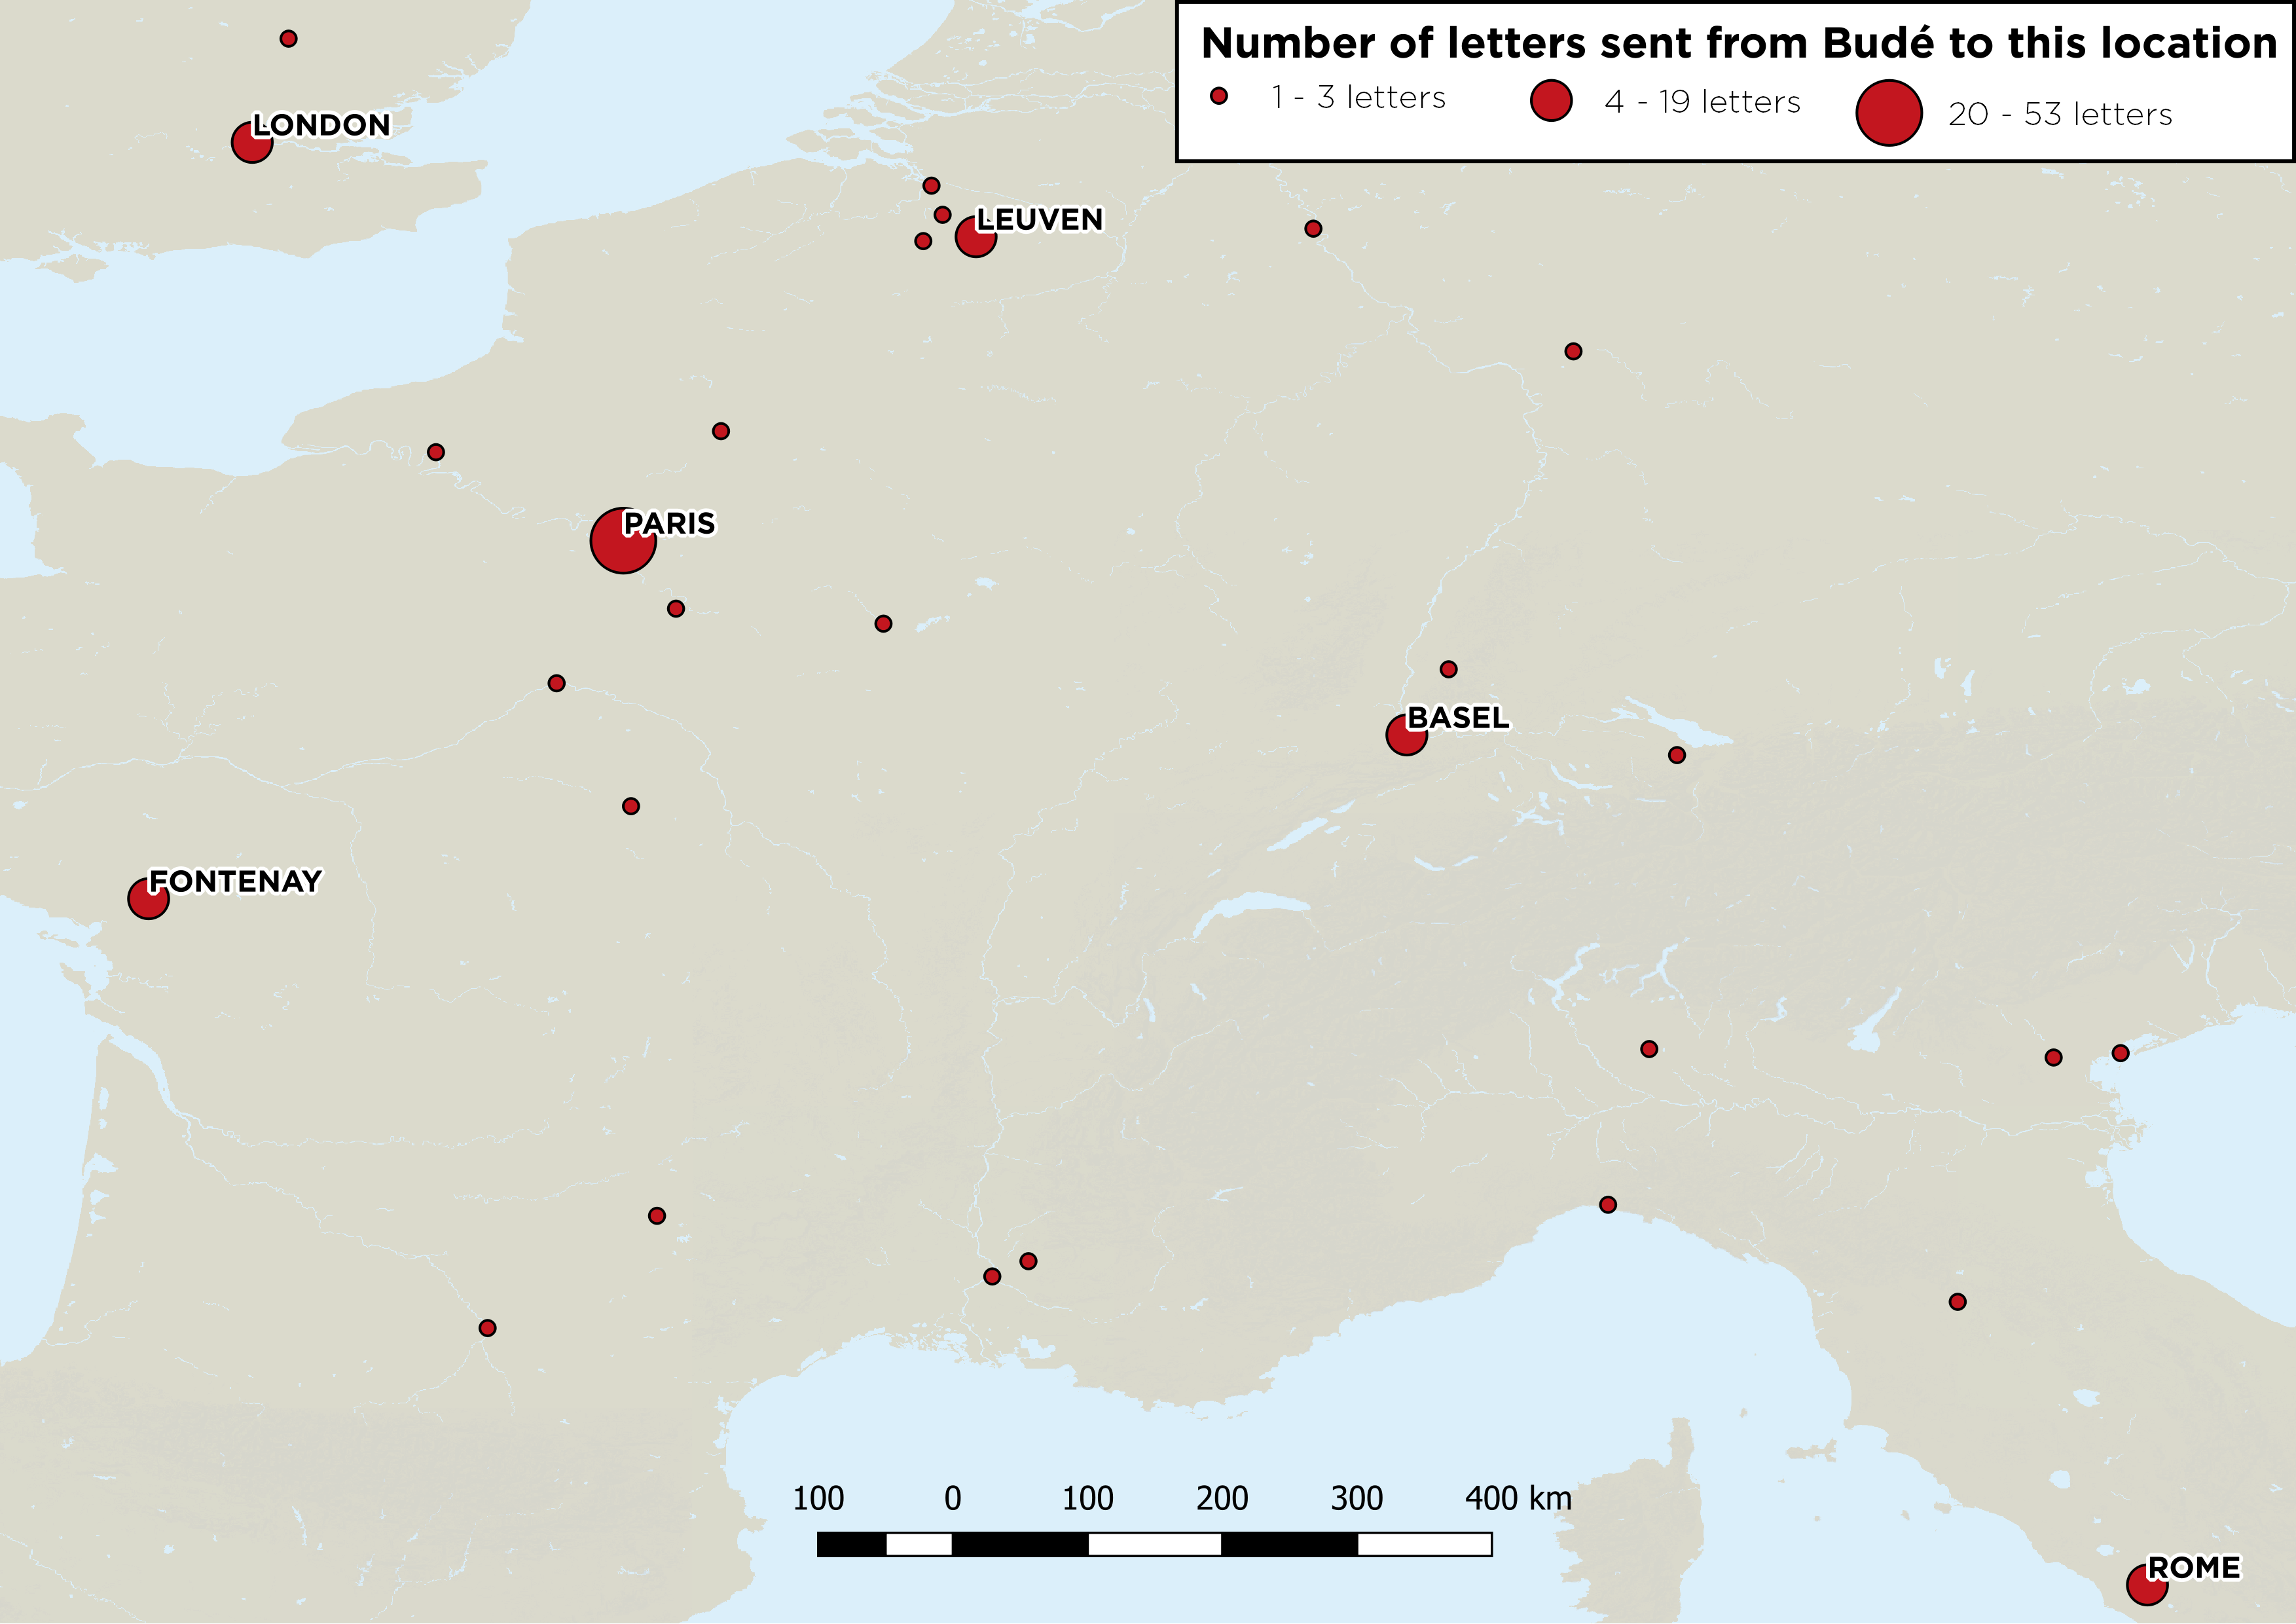 Number of letters sent from Budé to this location
1 - 3 letters 4 - 19 letters 20 - 53 letters
LONDON
LEUVEN
PARIS
BASEL
FONTENAY
100 0 100 200 300 400 km
ROME